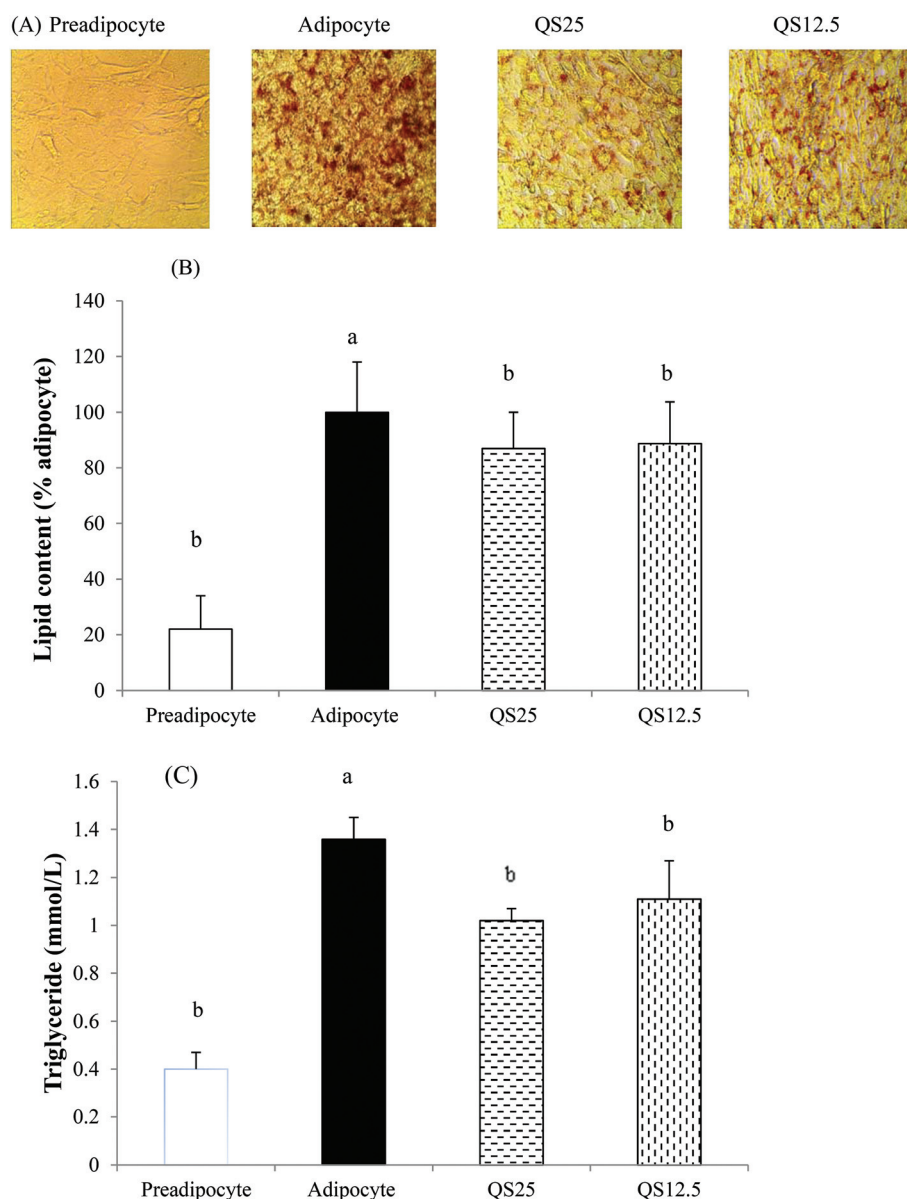 (A) Preadipocyte Adipocyte QS25 QS12.5
(B)
Lipid content (% adipocyte)
140
120
100
80
60
40
20
0
b
a
b
b
Preadipocyte Adipocyte QS25 QS12.5
(C)
Triglyceride (mmol/L)
1.6
1.4
1.2
1
0.8
0.6
0.4
0.2
0
b
a
b
b
Preadipocyte Adipocyte QS25 QS12.5